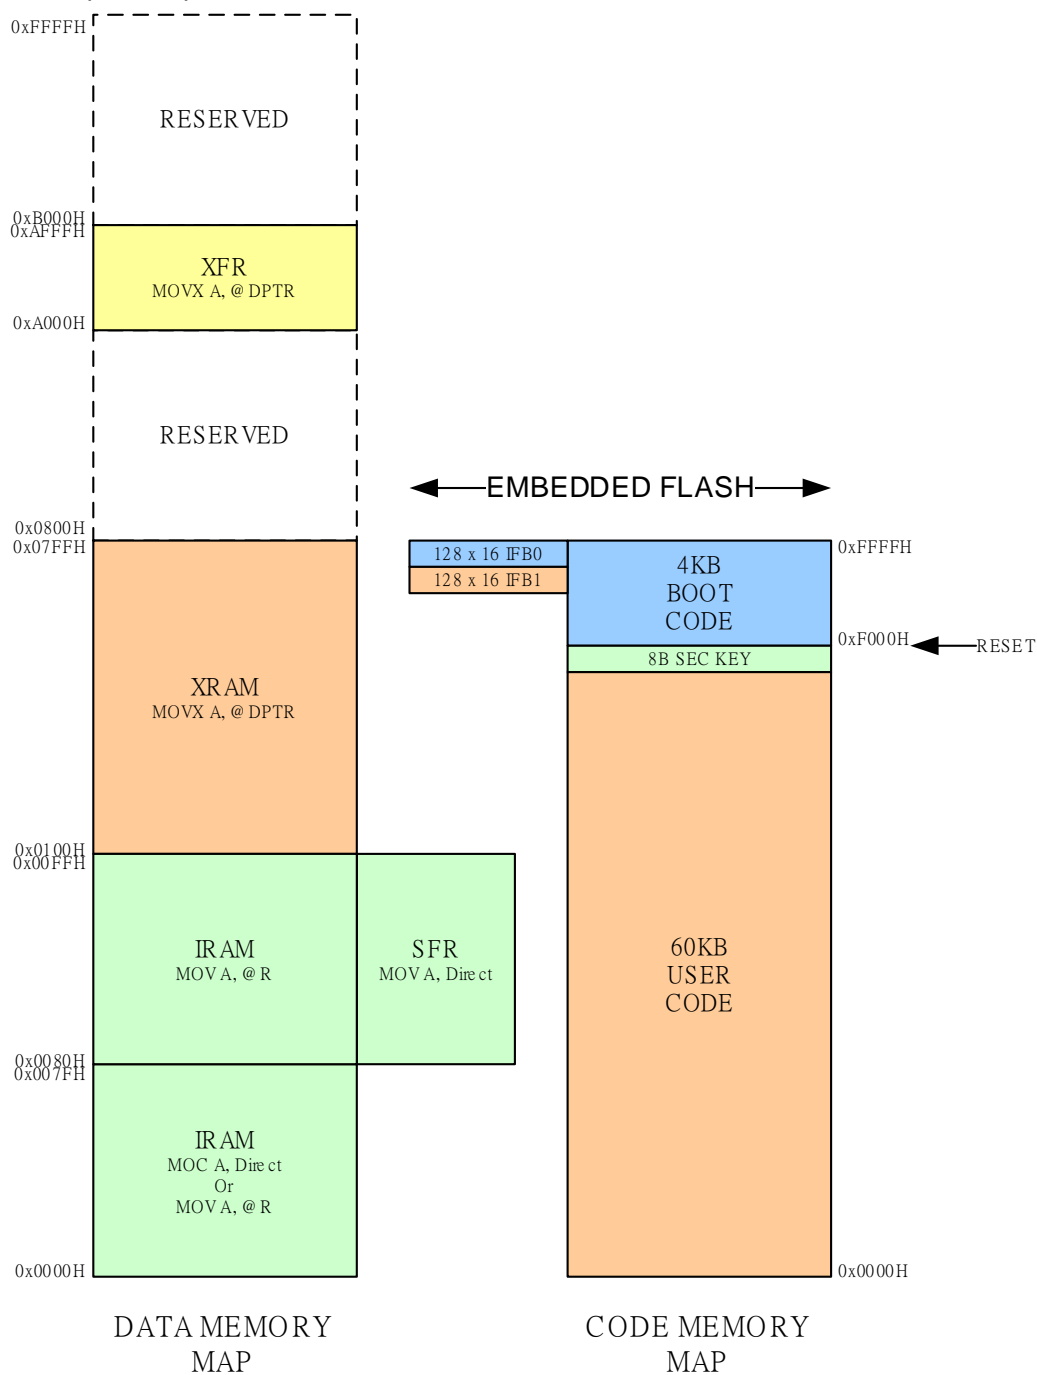 0xFFFFH
RESERVED
0xB000H
0xAFFFH
XFR
MOVX A, @ DPTR
0xA000H
RESERVED
0x0800H
0x07FFH
XRAM
MOVX A, @ DPTR
0x0100H
0x00FFH
IRAM
MOV A, @ R
SFR
MOV A, Direct
0x0080H
0x007FH
IRAM
MOC A, Direct
Or
MOV A, @ R
0x0000H
DATA MEMORY
MAP
EMBEDDED FLASH
128 x 16 IFB0
128 x 16 IFB1
4KB
BOOT
CODE
0xFFFFH
0xF000H
RESET
8B SEC KEY
60KB
USER
CODE
0x0000H
CODE MEMORY
MAP